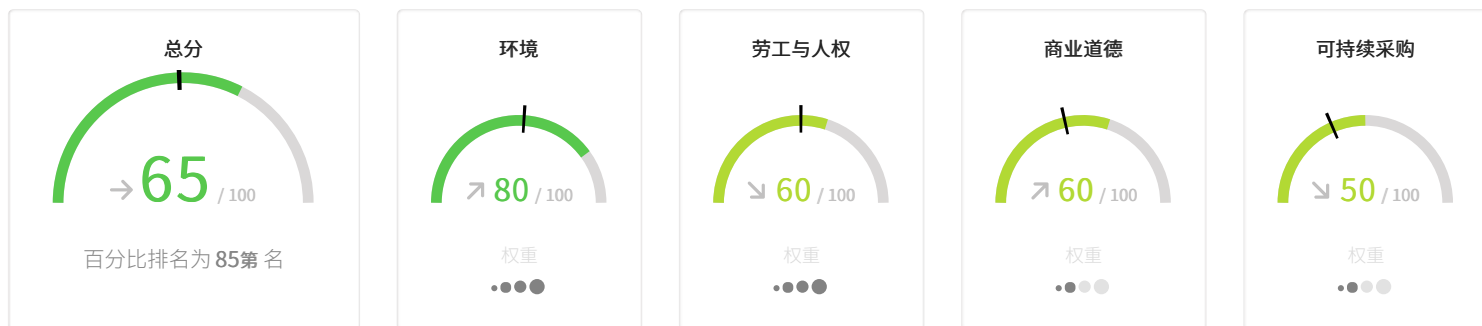 总分
65 / 100
百分比排名为 85第 名
环境
80 / 100
权重
劳工与人权
60 / 100
权重
商业道德
60 / 100
权重
可持续采购
50 / 100
权重